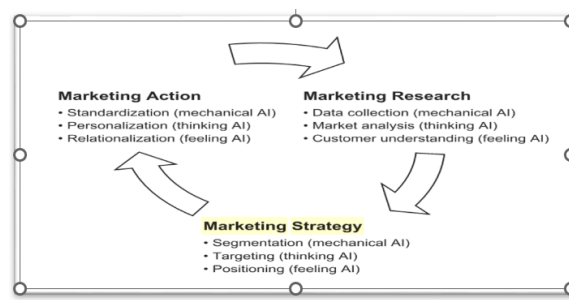 Marketing Action
• Standardization (mechanical AI)
• Personalization (thinking AI)
• Relationalization (feeling AI)
Marketing Research
• Data collection (mechanical AI)
• Market analysis (thinking AI)
• Customer understanding (feeling AI)
Marketing Strategy
• Segmentation (mechanical AI)
• Targeting (thinking AI)
• Positioning (feeling AI)